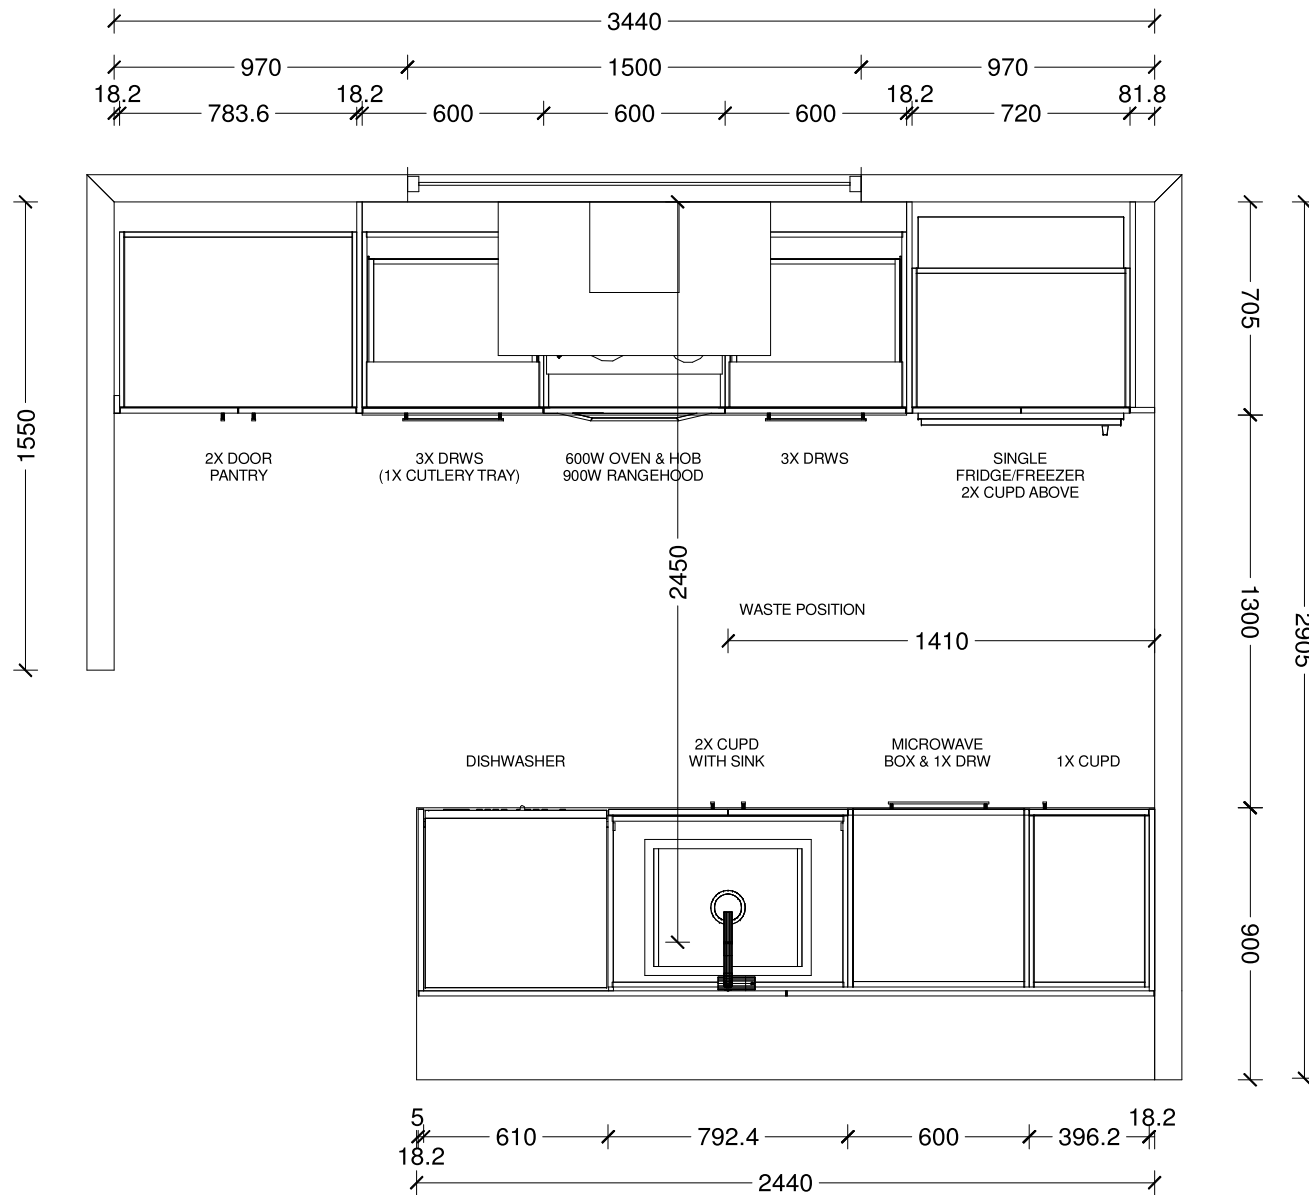 3440
970 1500 970
18.2 18.2 18.2 81.8
783.6 600 600 600 720
705
1550
2X DOOR
PANTRY
3X DRWS
(1X CUTLERY TRAY)
600W OVEN & HOB
900W RANGEHOOD
3X DRWS
SINGLE
FRIDGE/FREEZER
2X CUPD ABOVE
2450
1300
2905
WASTE POSITION
1410
DISHWASHER
2X CUPD
WITH SINK
MICROWAVE
BOX & 1X DRW
1X CUPD
900
5 18.2
610 792.4 600 396.2
18.2
2440